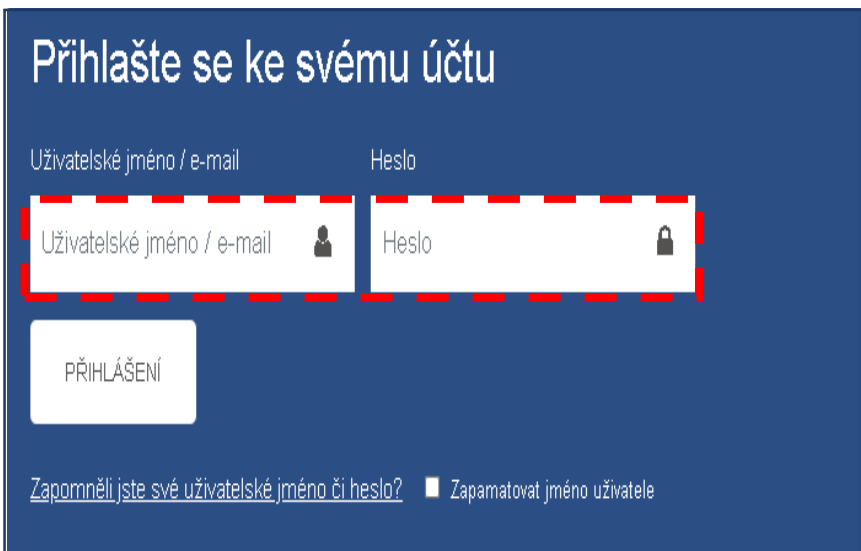 Přihlašte se ke svému účtu
Uživatelské jméno / e-mail Heslo
Uživatelské jméno / e-mail Heslo
PŘIHLÁŠENÍ
Zapomněli jste své uživatelské jméno či heslo? Zapamatovat jméno uživatele